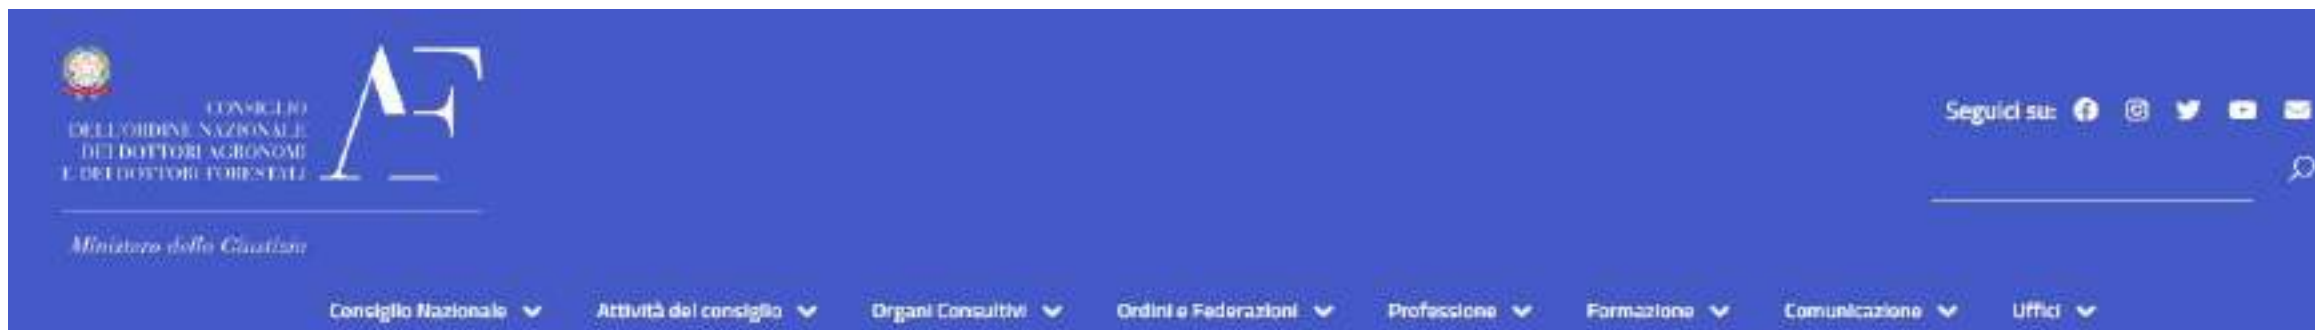 CONSIGLIO
DELL'ORDINE NAZIONALE
DEI DOTTORI AGRONOMI
E DEI DOTTORI FORESTALI
AF
Seguici su:
Ministero della Giustizia
Consiglio Nazionale
Attività del consiglio
Organi Consultivi
Ordini e Federazioni
Professione
Formazione
Comunicazione
Uffici